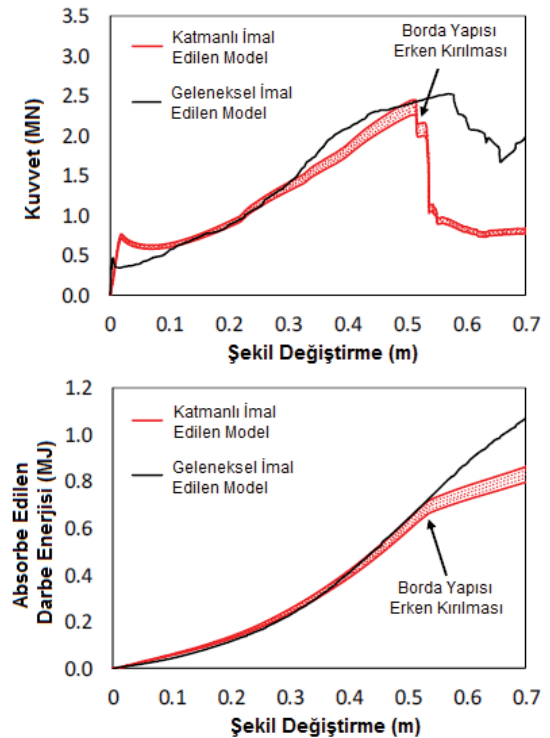 3.5
3.0
2.5
2.0
1.5
1.0
0.5
0.0
Kuvvet (MN)
Katmanlı İmal
Edilen Model
Geleneksel İmal
Edilen Model
Borda Yapısı
Erken Kırılması
0 0.1 0.2 0.3 0.4 0.5 0.6 0.7
Şekil Değiştirme (m)
1.2
1.0
0.8
0.6
0.4
0.2
0.0
Absorbe Edilen
Darbe Enerjisi (MJ)
Katmanlı İmal
Edilen Model
Geleneksel İmal
Edilen Model
Borda Yapısı
Erken Kırılması
0 0.1 0.2 0.3 0.4 0.5 0.6 0.7
Şekil Değiştirme (m)